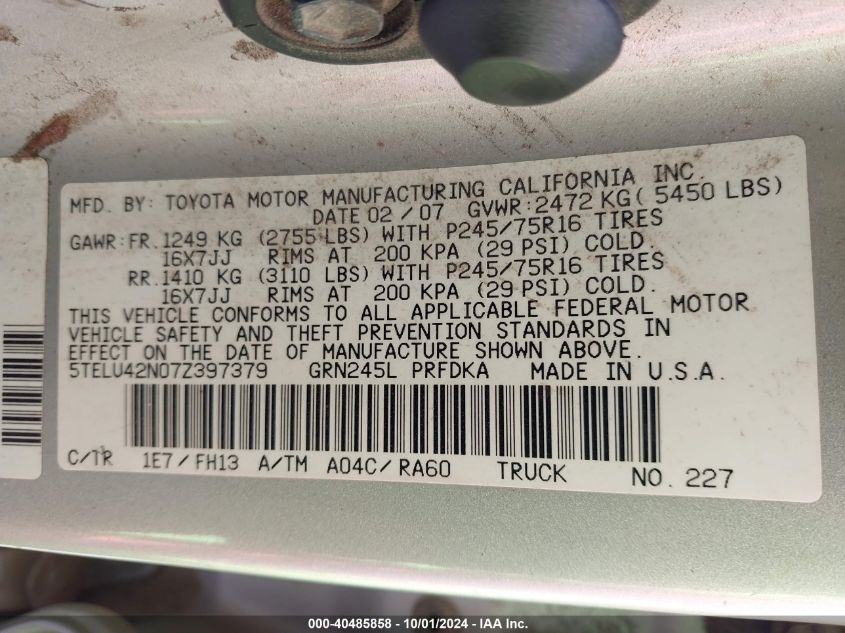 MFD. BY: TOYOTA MOTOR MANUFACTURING CALIFORNIA INC.
DATE 02/07 GVWR: 2472 KG( 5450 LBS)
GAWR: FR. 1249 KG (2755 LBS) WITH P245/75R16 TIRES
16X7JJ RIMS AT 200 KPA (29 PSI) COLD.
RR. 1410 KG (3110 LBS) WITH P245/75R16 TIRES
16X7JJ RIMS AT 200 KPA (29 PSI) COLD.
THIS VEHICLE CONFORMS TO ALL APPLICABLE FEDERAL MOTOR
VEHICLE SAFETY AND THEFT PREVENTION STANDARDS IN
EFFECT ON THE DATE OF MANUFACTURE SHOWN ABOVE.
5TELU42N07Z397379 GRN245L PRFDKA MADE IN U.S.A.
C/TR 1E7/FH13 A/TM A04C/RA60 TRUCK NO. 227
000-40485858 - 10/01/2024 - IAA Inc.